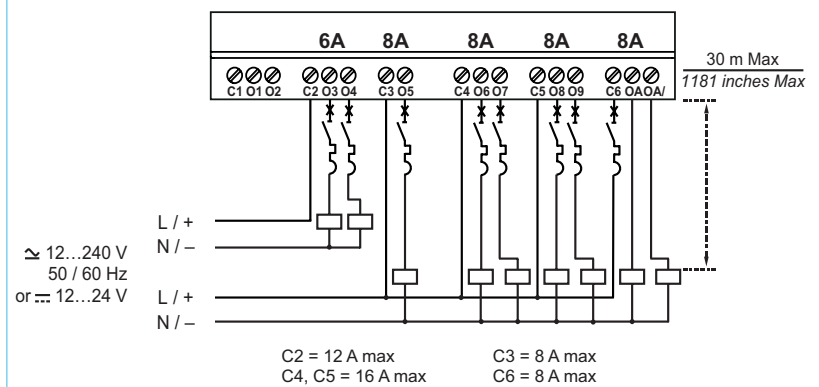 6A 8A 8A 8A 8A
30 m Max
1181 inches Max
C1 O1 O2 C2 O3 O4 C3 O5 C4 O6 O7 C5 O8 O9 C6 OA OA/
L / +
N / –
≃ 12...240 V
50 / 60 Hz
or ⎓ 12...24 V
L / +
N / –
C2 = 12 A max C3 = 8 A max
C4, C5 = 16 A max C6 = 8 A max